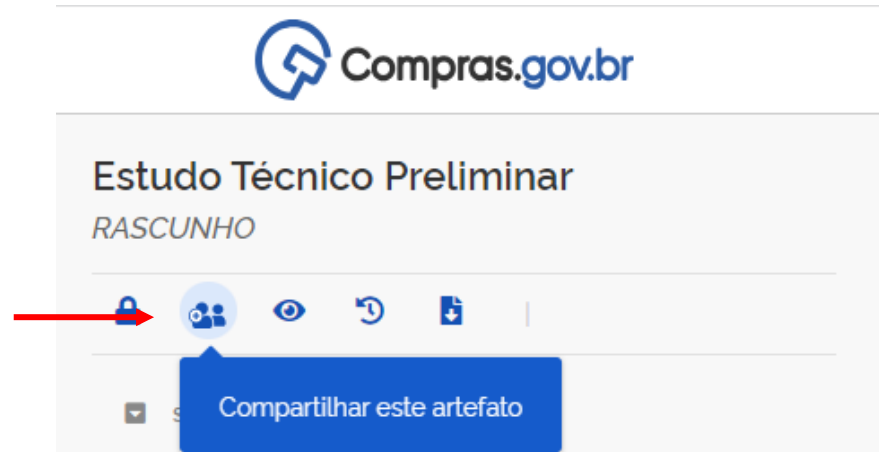 Compras.gov.br
Estudo Técnico Preliminar
RASCUNHO
Compartilhar este artefato